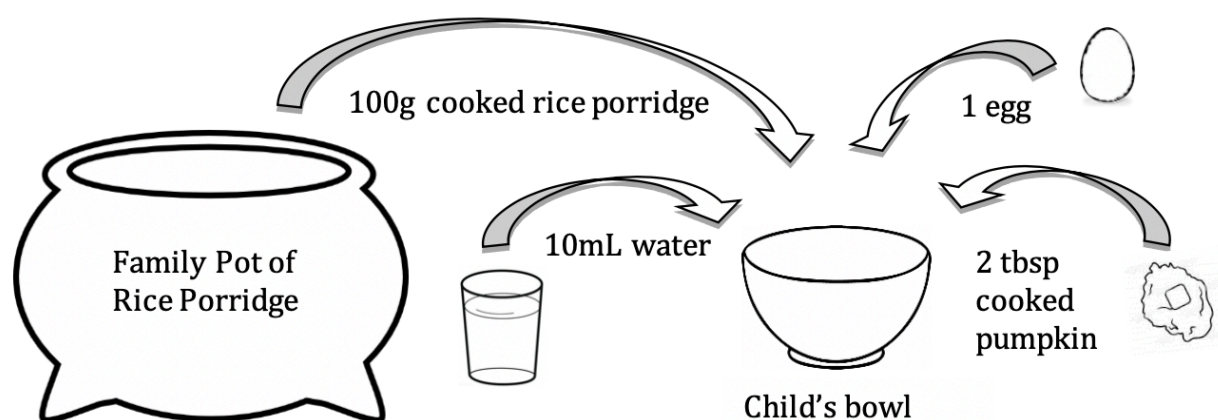 100g cooked rice porridge
1 egg
Family Pot of
Rice Porridge
10mL water
2 tbsp
cooked
pumpkin
Child's bowl